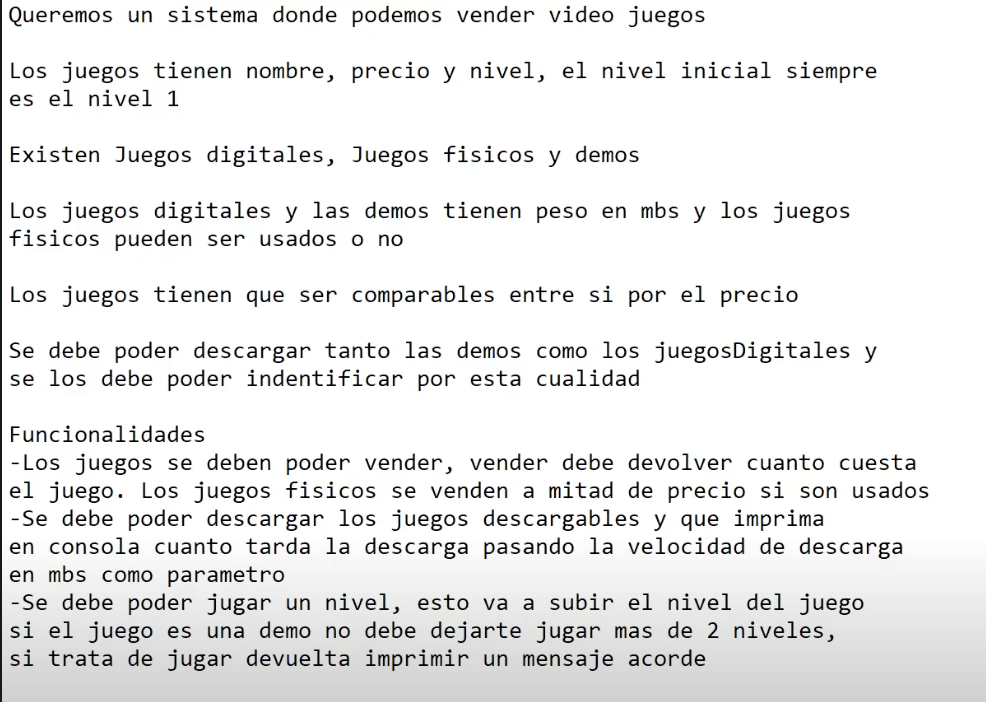 Queremos un sistema donde podemos vender video juegos
Los juegos tienen nombre, precio y nivel, el nivel inicial siempre
es el nivel 1
Existen Juegos digitales, Juegos fisicos y demos
Los juegos digitales y las demos tienen peso en mbs y los juegos
fisicos pueden ser usados o no
Los juegos tienen que ser comparables entre si por el precio
Se debe poder descargar tanto las demos como los juegosDigitales y
se los debe poder indentificar por esta cualidad
Funcionalidades
-Los juegos se deben poder vender, vender debe devolver cuanto cuesta
el juego. Los juegos fisicos se venden a mitad de precio si son usados
-Se debe poder descargar los juegos descargables y que imprima
en consola cuanto tarda la descarga pasando la velocidad de descarga
en mbs como parametro
-Se debe poder jugar un nivel, esto va a subir el nivel del juego
si el juego es una demo no debe dejarte jugar mas de 2 niveles,
si trata de jugar devuelta imprimir un mensaje acorde